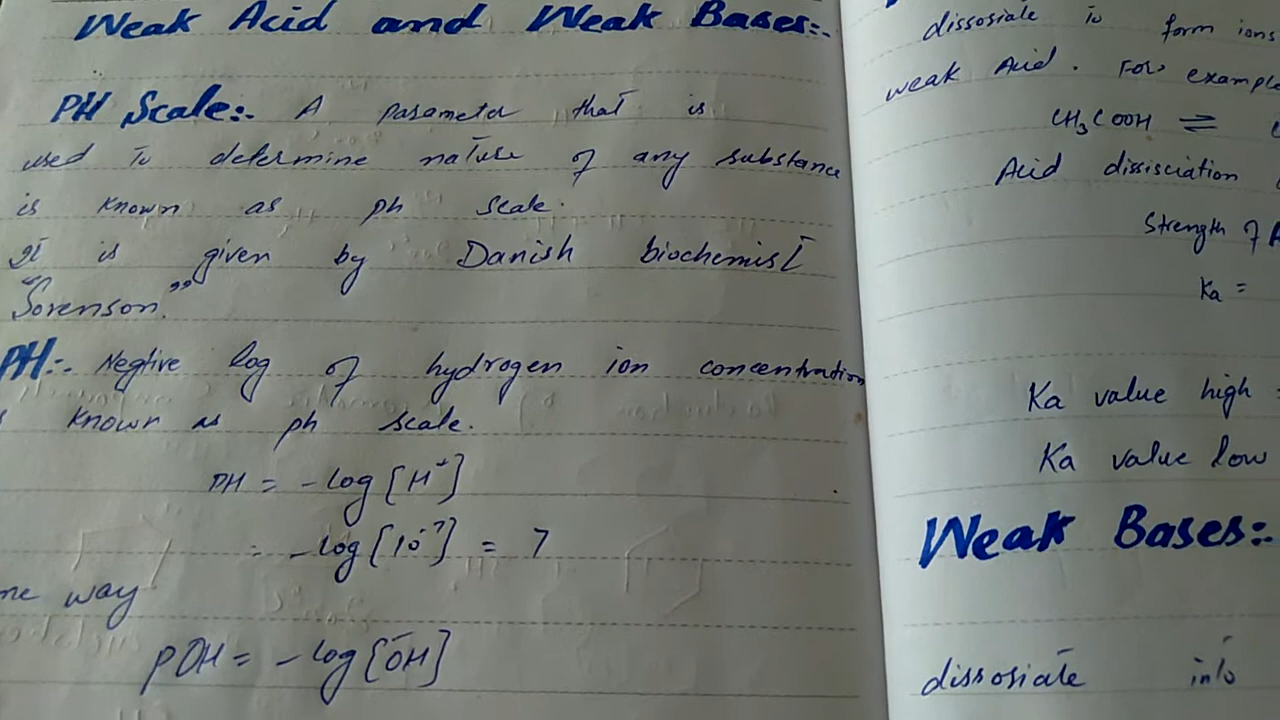 Weak Acid and Weak Bases:-
PH Scale:- A parameter that is
used to determine nature of any substance
is known as ph scale.
It is given by Danish biochemist
"Sorenson."
PH:- Negtive log of hydrogen ion concentration
known as ph scale.
PH = -log [H⁺]
= -log [10⁻⁷] = 7
me way
pOH = -log [ŌH]
dissosiate to form ions
weak Acid. For example
CH₃COOH ⇌
Acid dissisciation
Strength of A
Ka =
Ka value high =
Ka value low
Weak Bases:-
dissosiate into